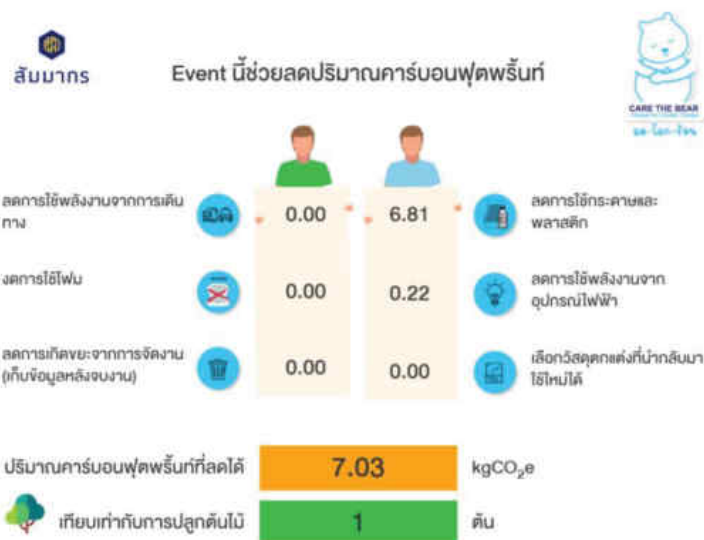 สัมมากร
Event นี้ช่วยลดปริมาณคาร์บอนฟุตพริ้นท์
CARE THE BEAR
ลดการใช้พลังงานจากการเดิน
ทาง
0.00
6.81
ลดการใช้กระดาษและ
พลาสติก
งดการใช้โฟม
0.00
0.22
ลดการใช้พลังงานจาก
อุปกรณ์ไฟฟ้า
ลดการเกิดขยะจากการจัดงาน
(เก็บข้อมูลหลังจบงาน)
0.00
0.00
เลือกวัสดุตกแต่งที่นำกลับมา
ใช้ใหม่ได้
ปริมาณคาร์บอนฟุตพริ้นท์ที่ลดได้
7.03
kgCO₂e
เทียบเท่ากับการปลูกต้นไม้
1
ต้น